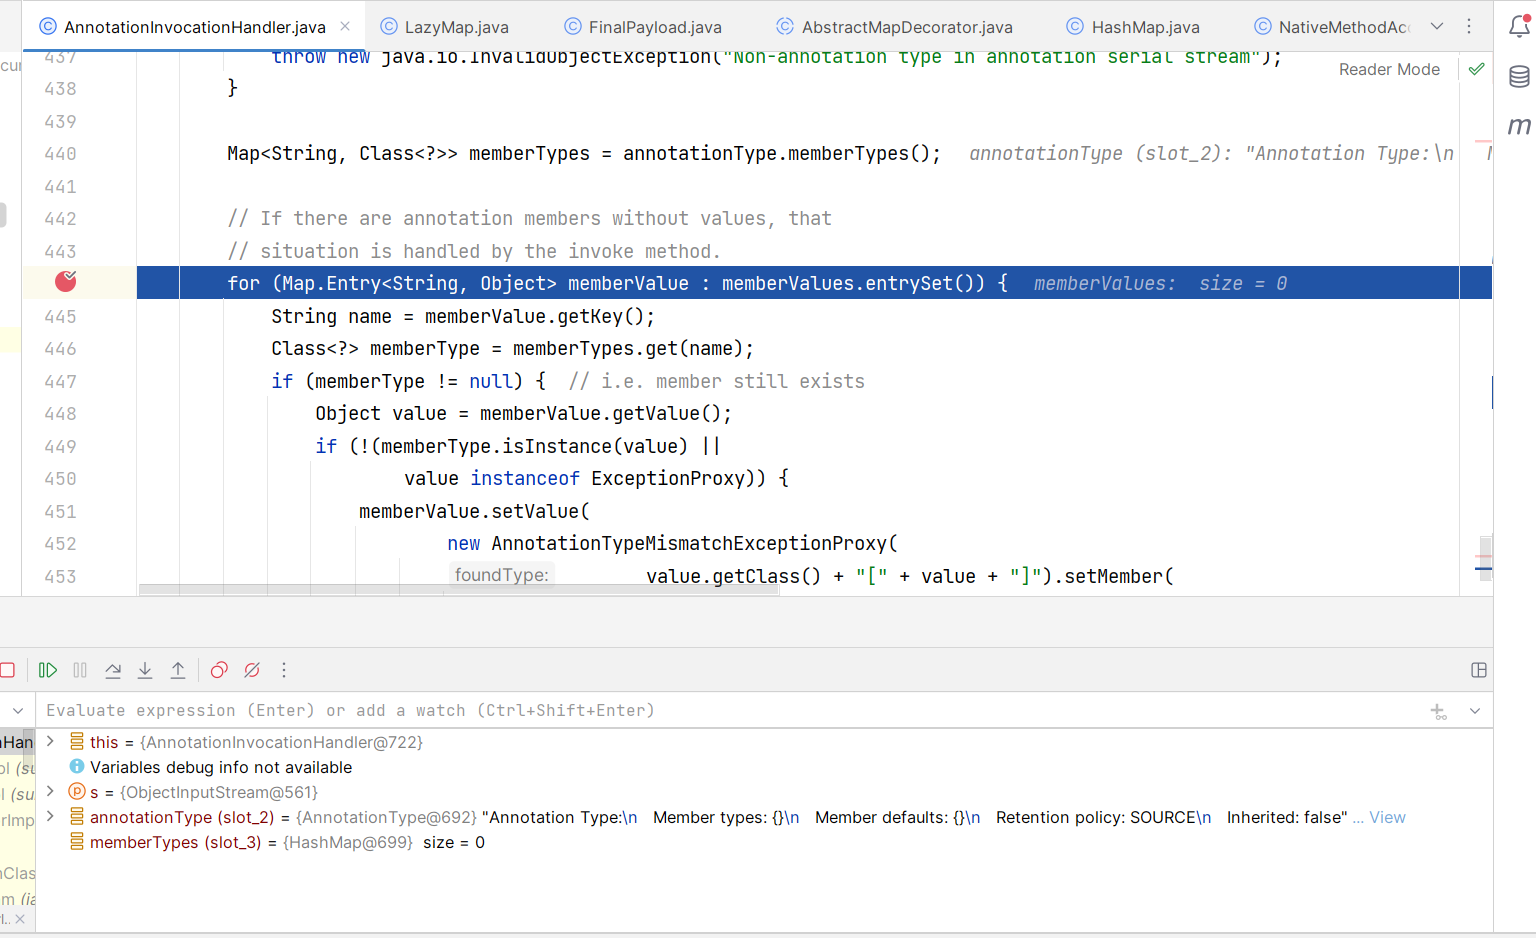 AnnotationInvocationHandler.java
LazyMap.java
FinalPayload.java
AbstractMapDecorator.java
HashMap.java
NativeMethodAcc
437 throw new java.io.InvalidObjectException("Non-annotation type in annotation serial stream");
Reader Mode
438 }
439
440 Map<String, Class<?>> memberTypes = annotationType.memberTypes(); annotationType (slot_2): "Annotation Type:\n
441
442 // If there are annotation members without values, that
443 // situation is handled by the invoke method.
for (Map.Entry<String, Object> memberValue : memberValues.entrySet()) { memberValues: size = 0
445 String name = memberValue.getKey();
446 Class<?> memberType = memberTypes.get(name);
447 if (memberType != null) { // i.e. member still exists
448 Object value = memberValue.getValue();
449 if (!(memberType.isInstance(value) ||
450 value instanceof ExceptionProxy)) {
451 memberValue.setValue(
452 new AnnotationTypeMismatchExceptionProxy(
453 foundType: value.getClass() + "[" + value + "]").setMember(
Evaluate expression (Enter) or add a watch (Ctrl+Shift+Enter)
this = {AnnotationInvocationHandler@722}
Variables debug info not available
s = {ObjectInputStream@561}
annotationType (slot_2) = {AnnotationType@692} "Annotation Type:\n Member types: {}\n Member defaults: {}\n Retention policy: SOURCE\n Inherited: false" ... View
memberTypes (slot_3) = {HashMap@699} size = 0